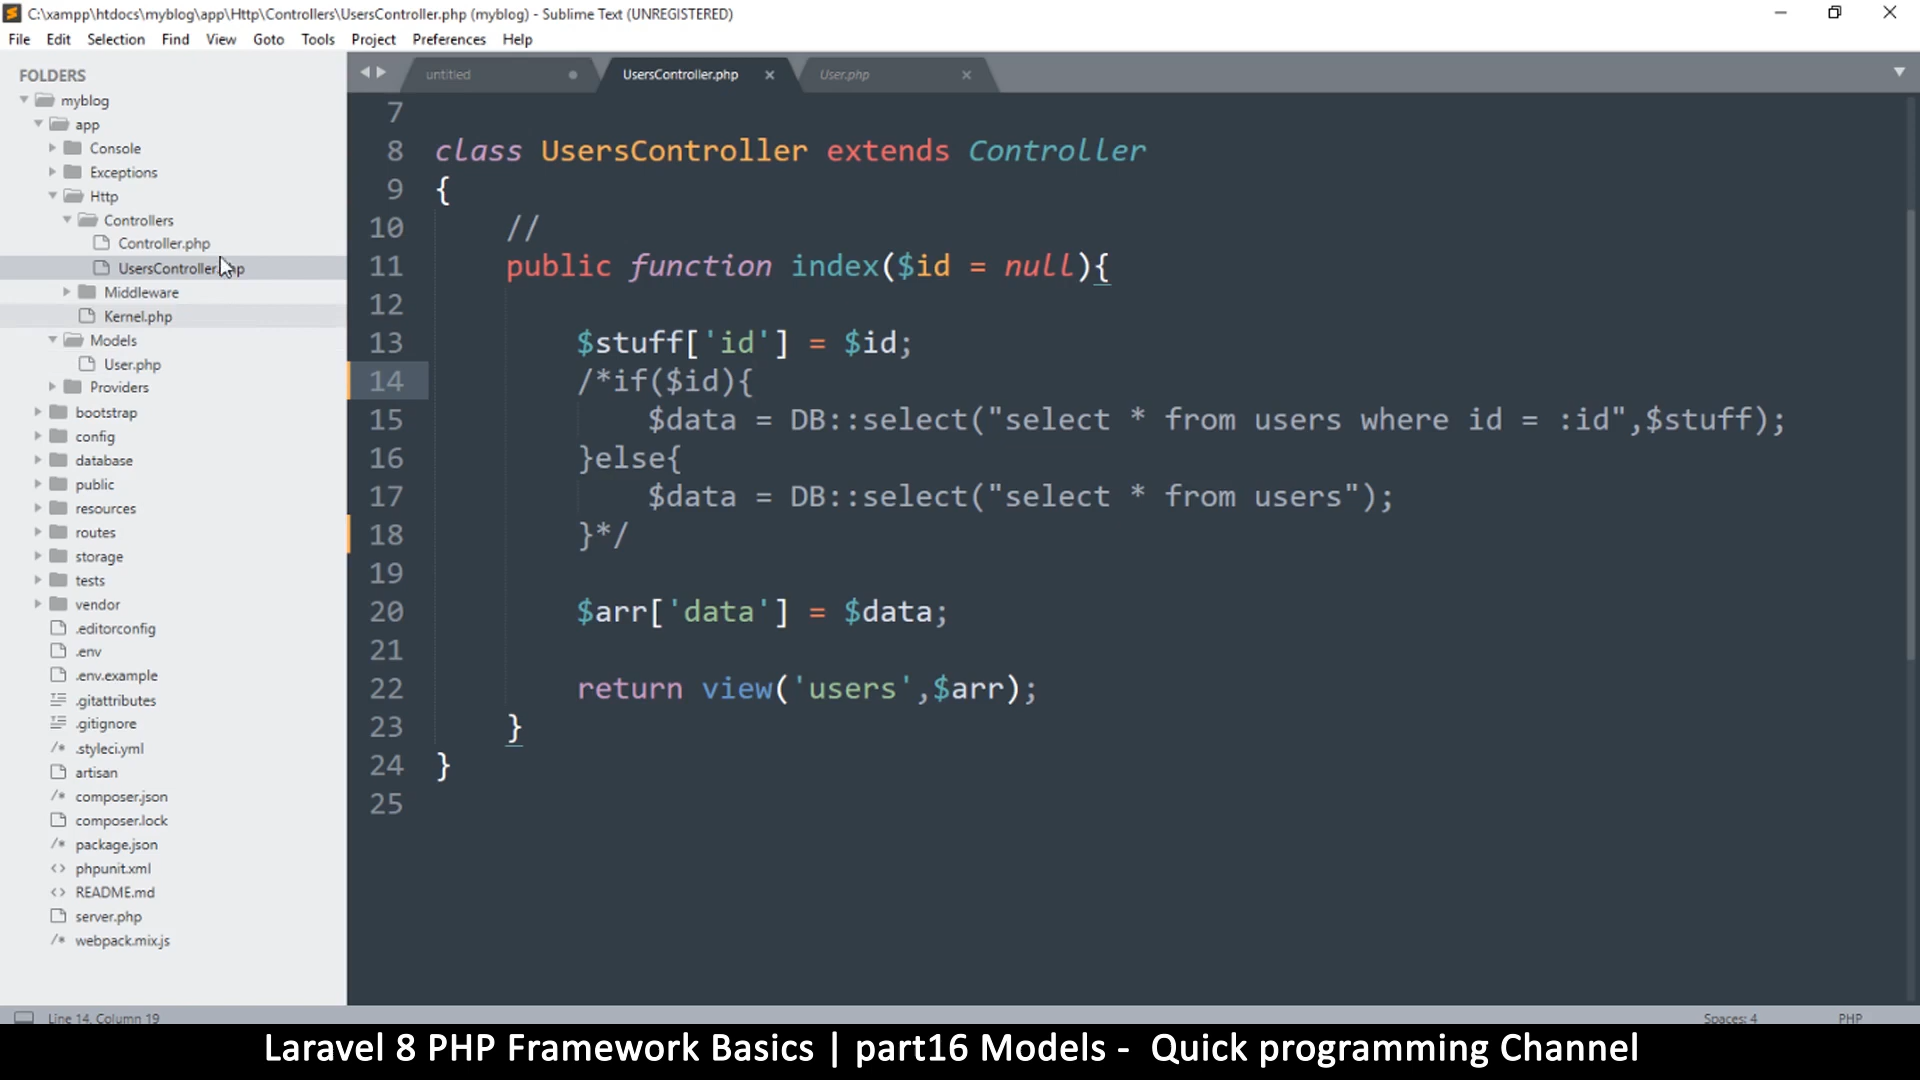 C:\xampp\htdocs\myblog\app\Http\Controllers\UsersController.php (myblog) - Sublime Text (UNREGISTERED)
File Edit Selection Find View Goto Tools Project Preferences Help
FOLDERS
myblog
app
Console
Exceptions
Http
Controllers
Controller.php
UsersController.php
Middleware
Kernel.php
Models
User.php
Providers
bootstrap
config
database
public
resources
routes
storage
tests
vendor
.editorconfig
.env
.env.example
.gitattributes
.gitignore
/* .styleci.yml
artisan
/* composer.json
composer.lock
/* package.json
<> phpunit.xml
<> README.md
server.php
/* webpack.mix.js
untitled UsersController.php × User.php ×
7
8 class UsersController extends Controller
9 {
10 //
11 public function index($id = null){
12
13 $stuff['id'] = $id;
14 /*if($id){
15 $data = DB::select("select * from users where id = :id",$stuff);
16 }else{
17 $data = DB::select("select * from users");
18 }*/
19
20 $arr['data'] = $data;
21
22 return view('users',$arr);
23 }
24 }
25
Line 14, Column 19 Spaces: 4 PHP
Laravel 8 PHP Framework Basics | part16 Models - Quick programming Channel